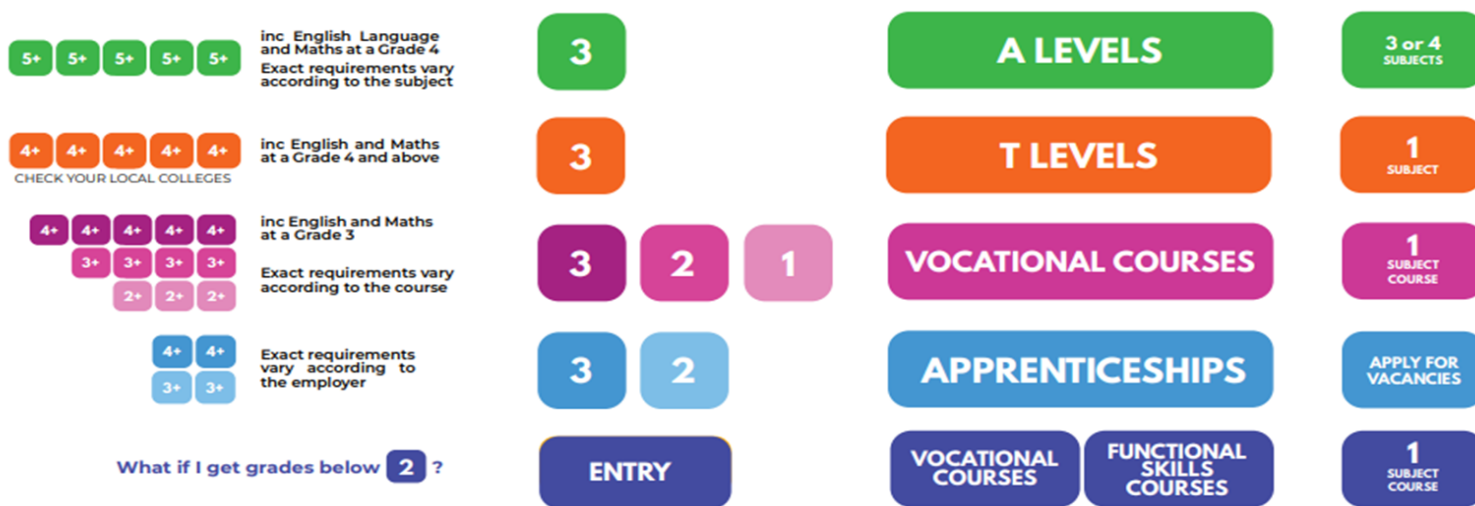 5+ 5+ 5+ 5+ 5+
inc English Language
and Maths at a Grade 4
Exact requirements vary
according to the subject
3
A LEVELS
3 or 4
SUBJECTS
4+ 4+ 4+ 4+ 4+
CHECK YOUR LOCAL COLLEGES
inc English and Maths
at a Grade 4 and above
3
T LEVELS
1
SUBJECT
4+ 4+ 4+ 4+ 4+
3+ 3+ 3+ 3+
2+ 2+ 2+
inc English and Maths
at a Grade 3
Exact requirements vary
according to the course
3 2 1
VOCATIONAL COURSES
1
SUBJECT
COURSE
4+ 4+
3+ 3+
Exact requirements
vary according to
the employer
3 2
APPRENTICESHIPS
APPLY FOR
VACANCIES
What if I get grades below 2 ?
ENTRY
VOCATIONAL
COURSES
FUNCTIONAL
SKILLS
COURSES
1
SUBJECT
COURSE